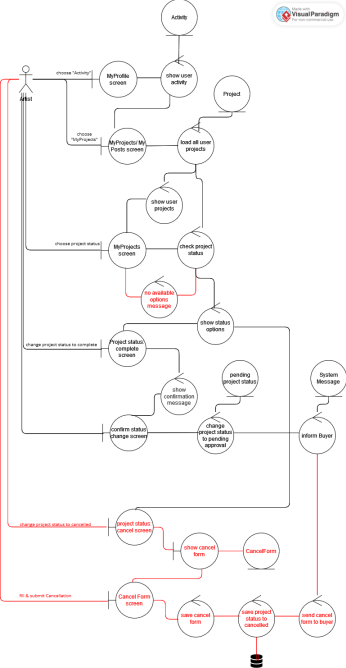 Made with
VisualParadigm
For non-commercial use
Activity
choose "Activity"
MyProfile
screen
show user
activity
Artist
Project
choose
"MyProjects"
MyProjects/ My
Posts screen
load all user
projects
show user
projects
choose project status
MyProjects
screen
check project
status
no available
options
message
show status
options
change project status to complete
Project status
complete
screen
show
confirmation
message
pending
project status
System
Message
confirm status
change screen
change
project status
to pending
approval
inform Buyer
change project status to cancelled
project status
cancel screen
show cancel
form
CancelForm
fill & submit Cancellation
Cancel Form
screen
save cancel
form
save project
status to
cancelled
send cancel
form to buyer